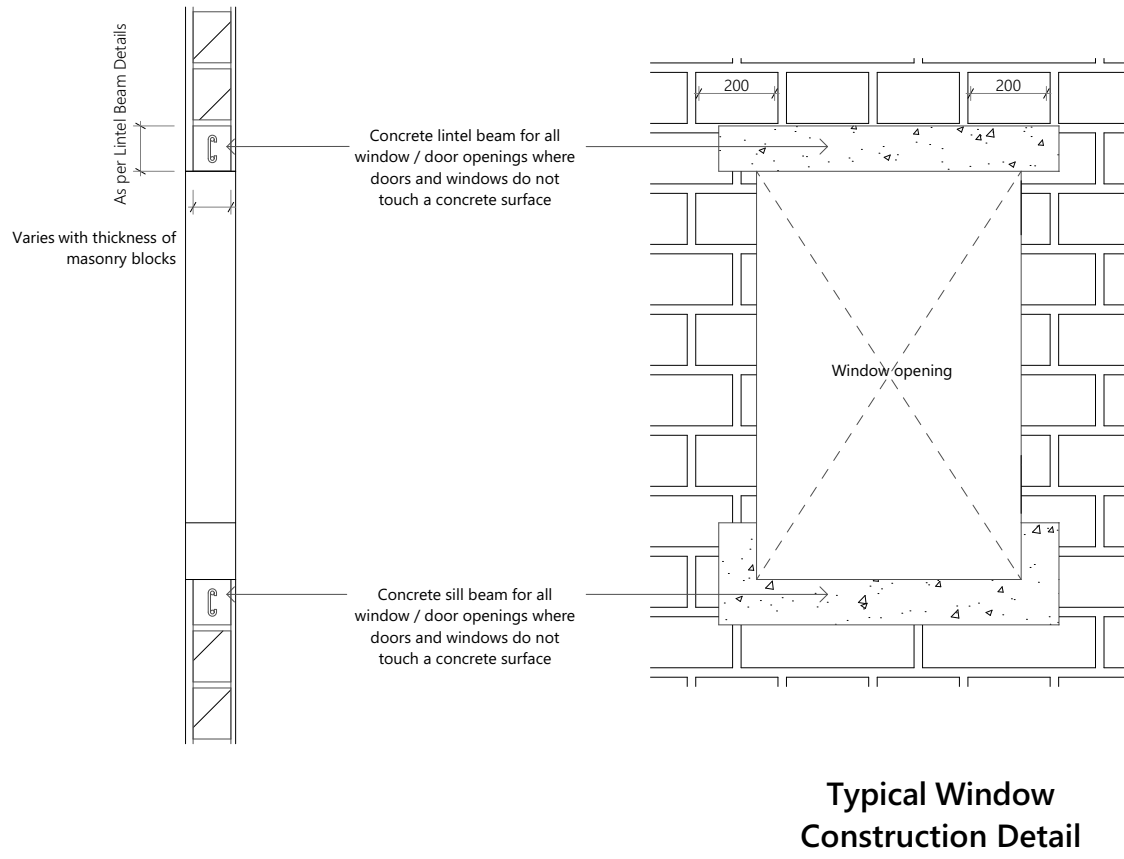 As per Lintel Beam Details
Varies with thickness of
masonry blocks
Concrete lintel beam for all
window / door openings where
doors and windows do not
touch a concrete surface
Concrete sill beam for all
window / door openings where
doors and windows do not
touch a concrete surface
200
200
Window opening
Typical Window
Construction Detail